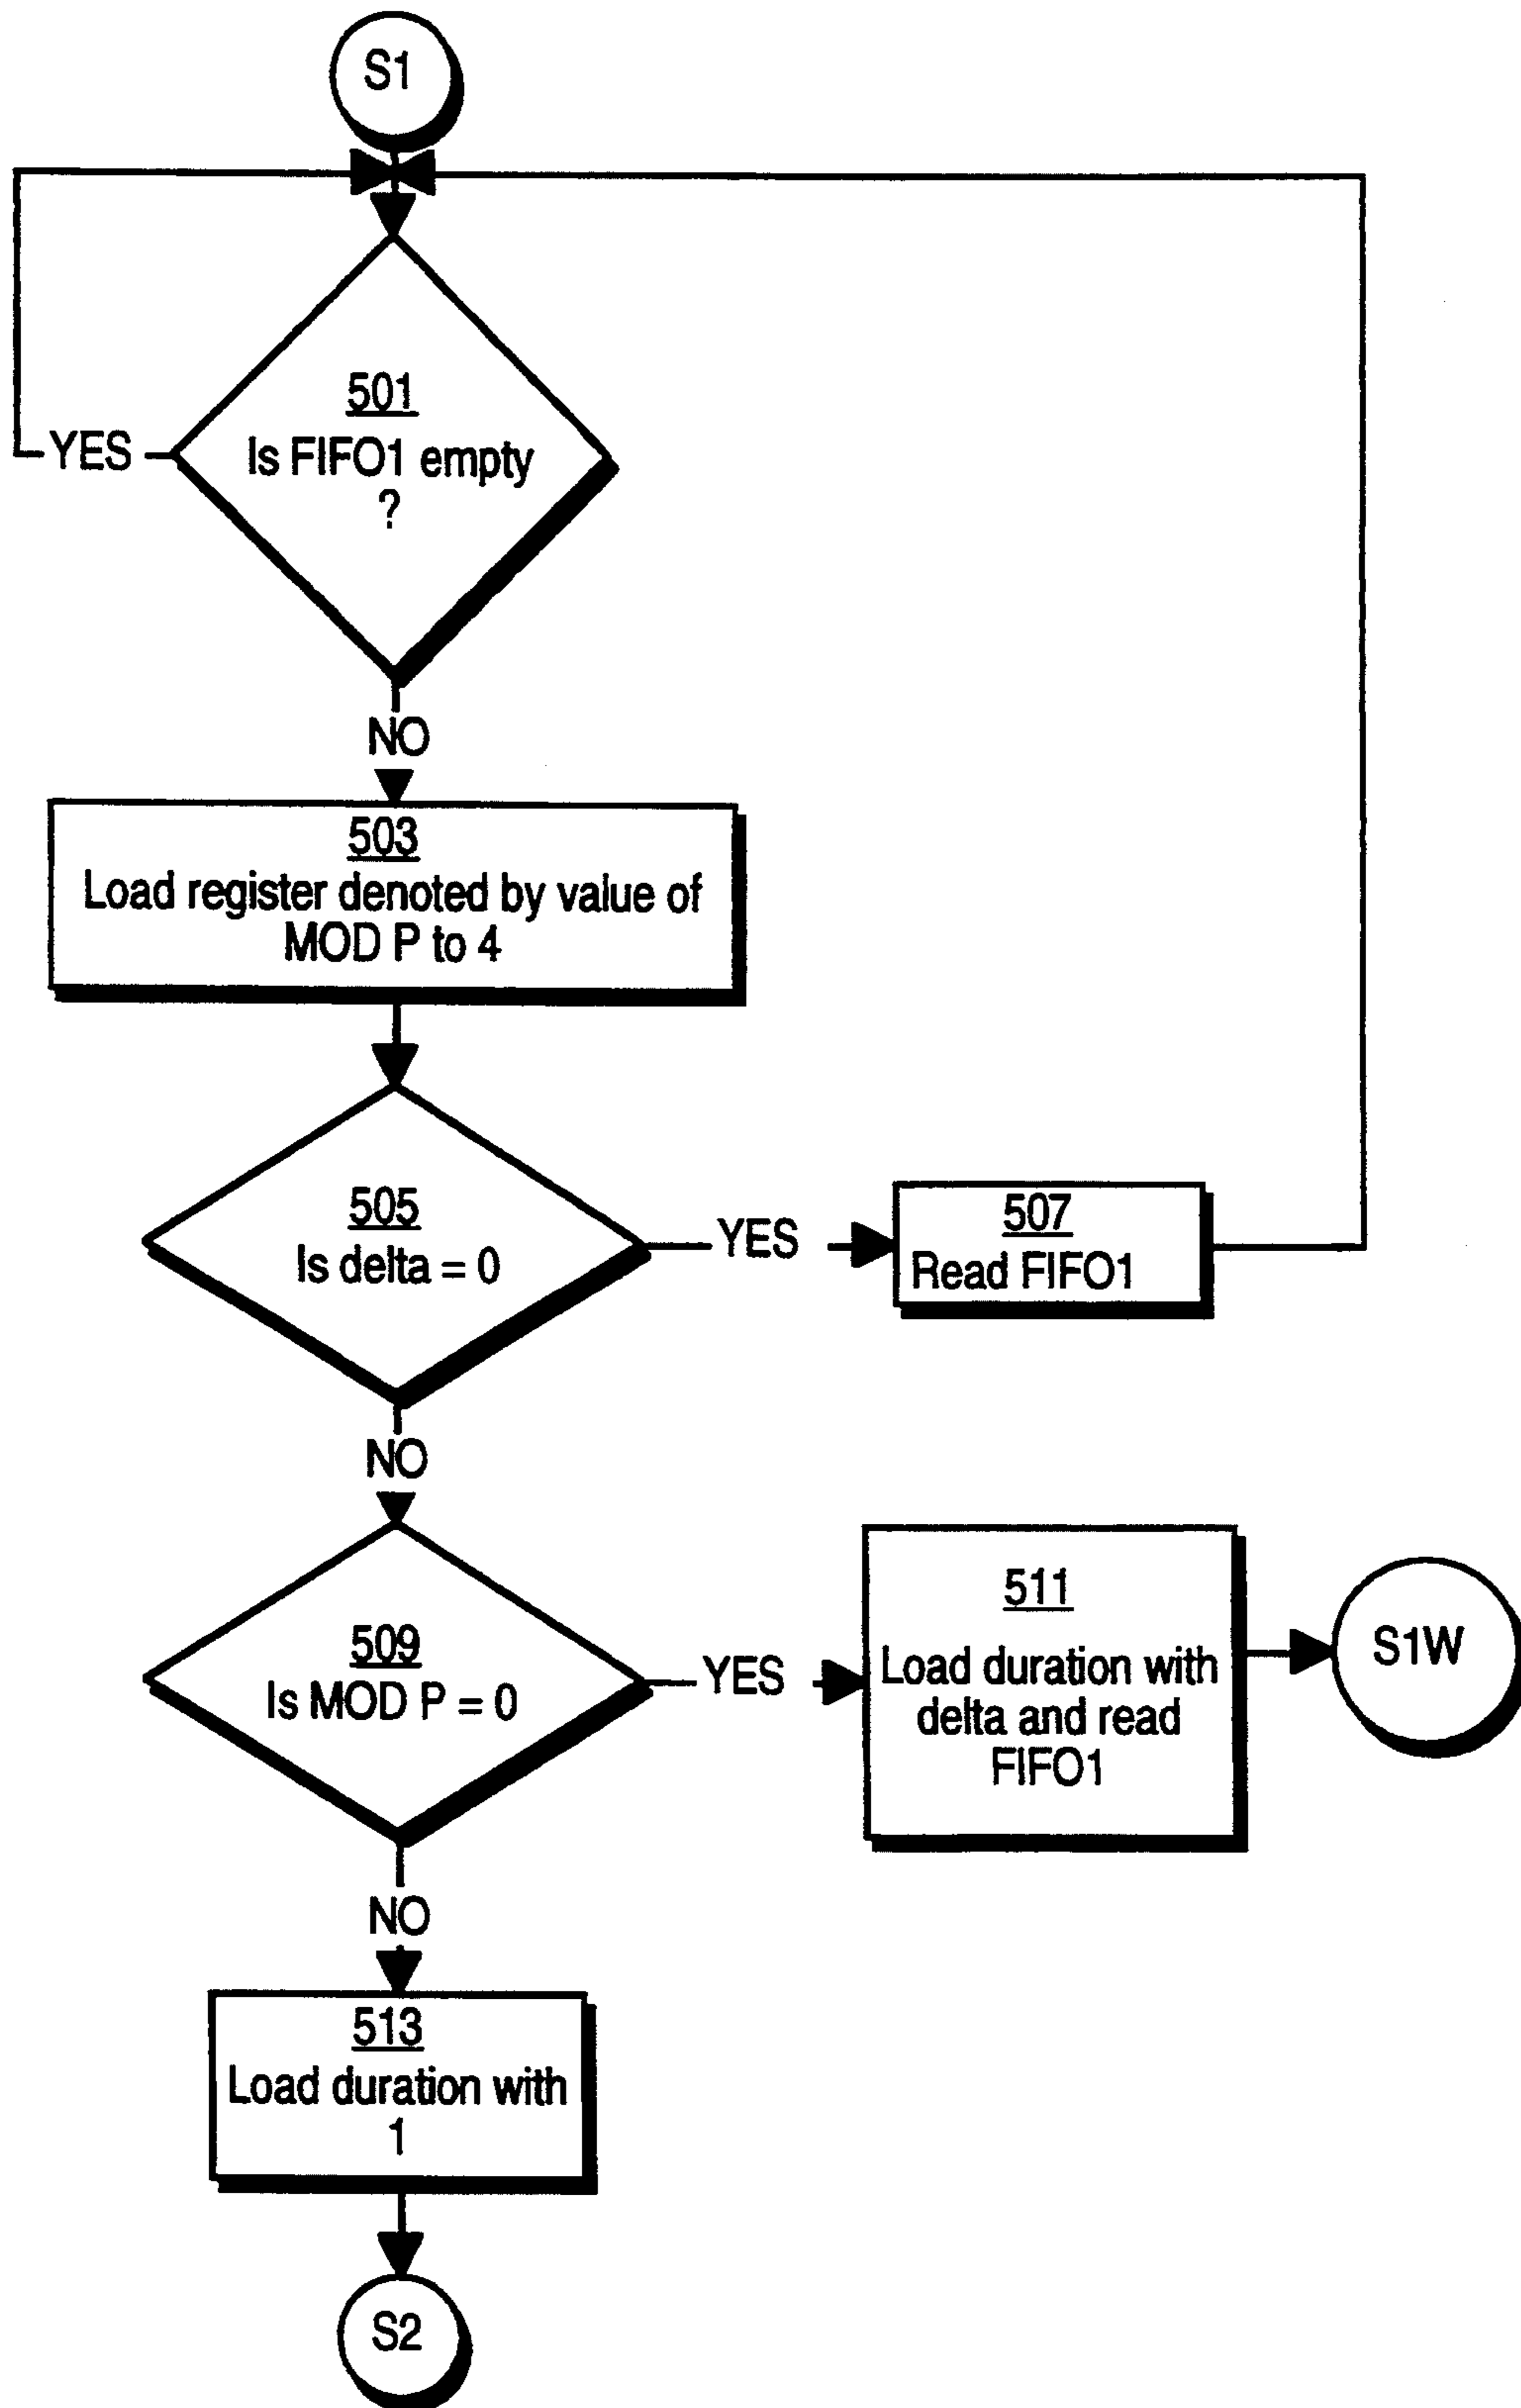 S1
501
Is FIFO1 empty
?
YES
NO
503
Load register denoted by value of
MOD P to 4
505
Is delta = 0
YES
507
Read FIFO1
NO
509
Is MOD P = 0
YES
511
Load duration with
delta and read
FIFO1
S1W
NO
513
Load duration with
1
S2